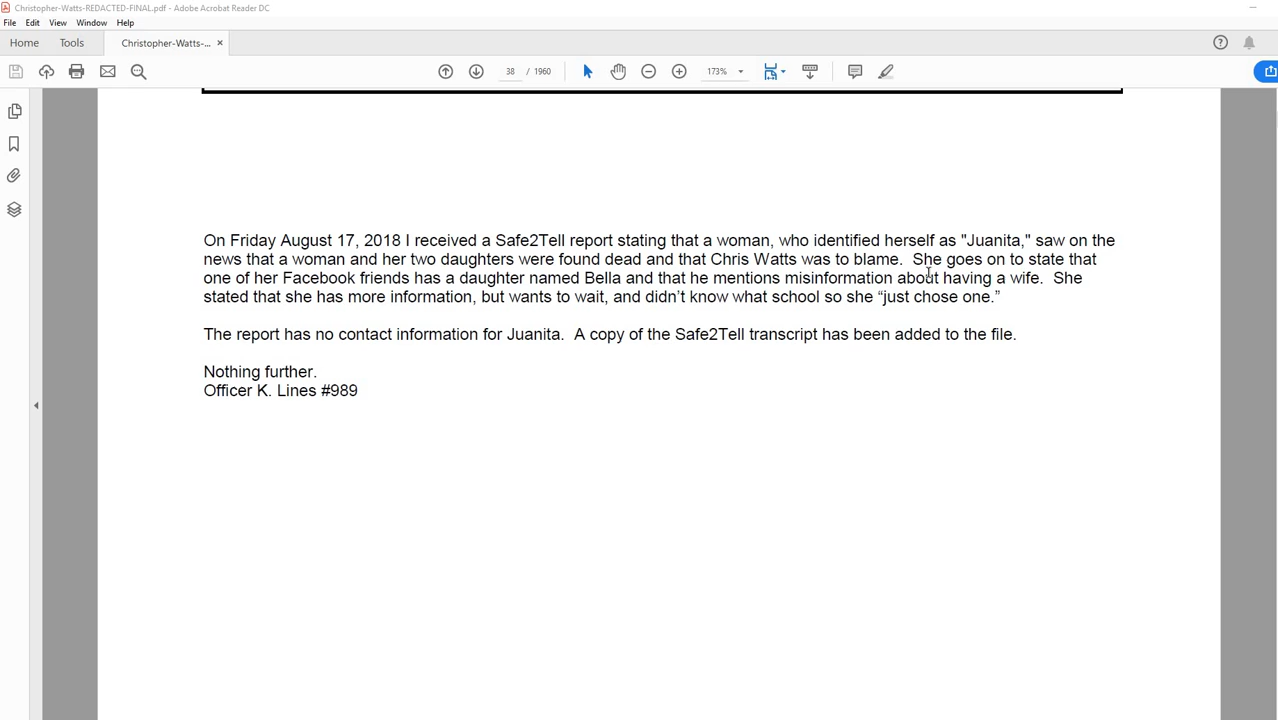 Christopher-Watts-REDACTED-FINAL.pdf - Adobe Acrobat Reader DC
File Edit View Window Help
Home Tools Christopher-Watts-... ×
38 / 1960 173%
On Friday August 17, 2018 I received a Safe2Tell report stating that a woman, who identified herself as "Juanita," saw on the
news that a woman and her two daughters were found dead and that Chris Watts was to blame.  She goes on to state that
one of her Facebook friends has a daughter named Bella and that he mentions misinformation about having a wife.  She
stated that she has more information, but wants to wait, and didn’t know what school so she “just chose one.”
The report has no contact information for Juanita.  A copy of the Safe2Tell transcript has been added to the file.
Nothing further.
Officer K. Lines #989